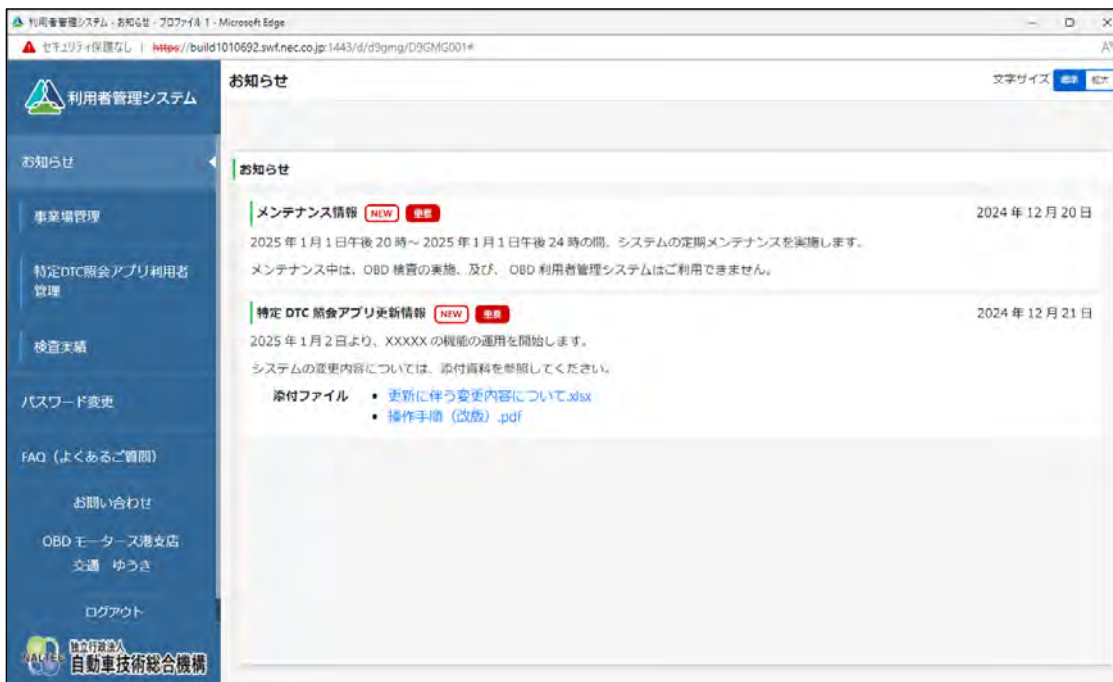 利用者管理システム - お知らせ - プロファイル 1 - Microsoft Edge
セキュリティ保護なし | https://build1010692.swf.nec.co.jp:1443/d/d9gmg/D9GMG001#
利用者管理システム
お知らせ
文字サイズ 標準 拡大
お知らせ
事業場管理
特定DTC照会アプリ利用者
管理
検査実績
パスワード変更
FAQ（よくあるご質問）
お問い合わせ
OBD モータース港支店
交通 ゆうき
ログアウト
NALTEC 独立行政法人
自動車技術総合機構
お知らせ
メンテナンス情報 NEW 重要 2024 年 12 月 20 日
2025 年 1 月 1 日午後 20 時～ 2025 年 1 月 1 日午後 24 時の間、システムの定期メンテナンスを実施します。
メンテナンス中は、OBD 検査の実施、及び、 OBD 利用者管理システムはご利用できません。
特定 DTC 照会アプリ更新情報 NEW 重要 2024 年 12 月 21 日
2025 年 1 月 2 日より、XXXXX の機能の運用を開始します。
システムの変更内容については、添付資料を参照してください。
添付ファイル • 更新に伴う変更内容について.xlsx
• 操作手順（改版）.pdf